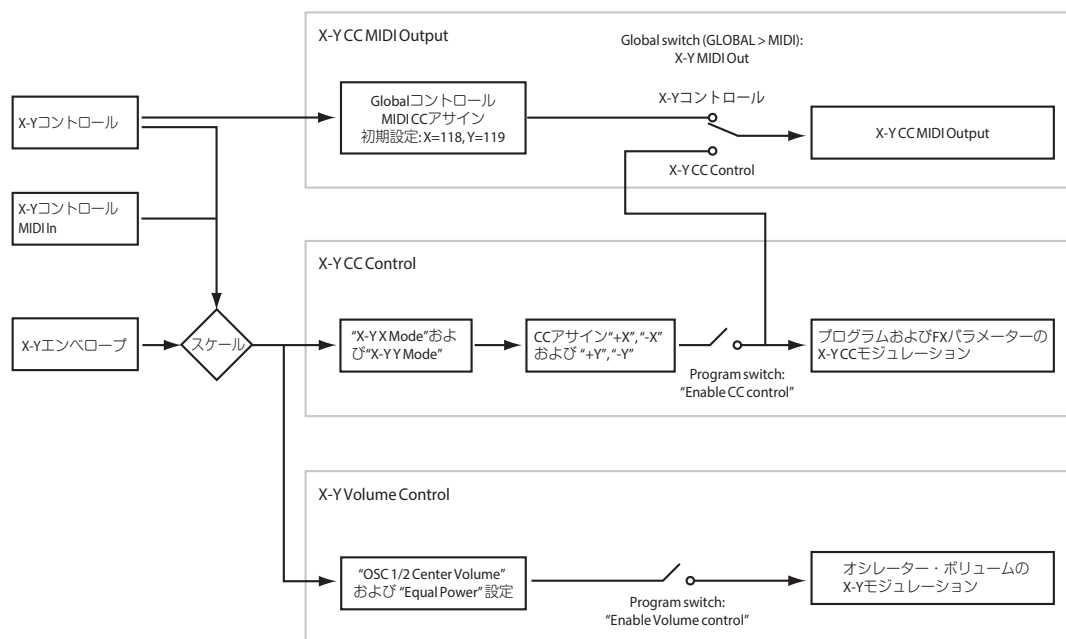 X-Y CC MIDI Output
Global switch (GLOBAL > MIDI):
X-Y MIDI Out
X-Yコントロール
Globalコントロール
MIDI CCアサイン
初期設定: X=118, Y=119
X-Yコントロール
X-Y CC MIDI Output
X-Y CC Control
X-Yコントロール
MIDI In
X-Y CC Control
X-Yエンベロープ
スケール
“X-Y X Mode”およ
び“X-Y Y Mode”
CCアサイン“+X”, “-X”
および “+Y”, “-Y”
Program switch:
“Enable CC control”
プログラムおよびFXパラメーターの
X-Y CCモジュレーション
X-Y Volume Control
“OSC 1/2 Center Volume”
および “Equal Power” 設定
Program switch:
“Enable Volume control”
オシレーター・ボリュームの
X-Yモジュレーション